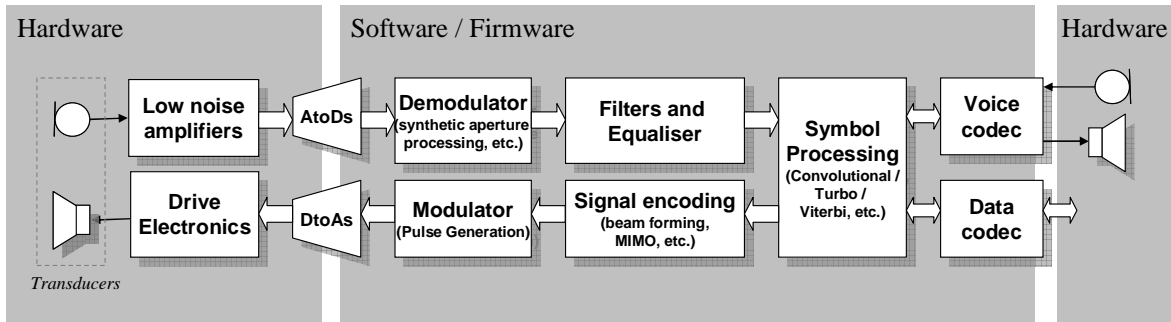 Hardware
Software / Firmware
Hardware
Low noise
amplifiers
AtoDs
Demodulator
(synthetic aperture
processing, etc.)
Filters and
Equaliser
Symbol
Processing
(Convolutional /
Turbo /
Viterbi, etc.)
Voice
codec
Drive
Electronics
DtoAs
Modulator
(Pulse Generation)
Signal encoding
(beam forming,
MIMO, etc.)
Data
codec
Transducers